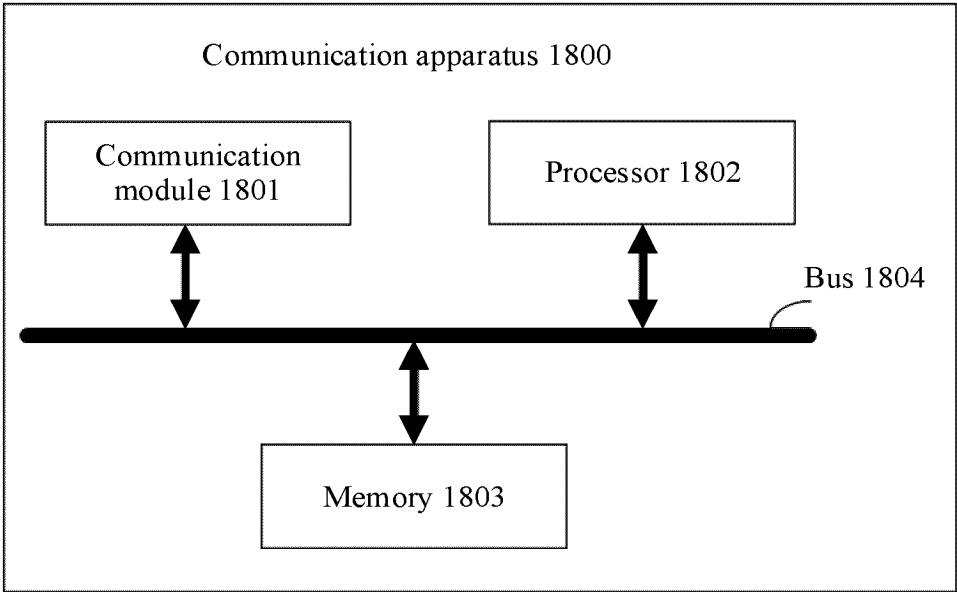 Communication apparatus 1800
Communication
module 1801
Processor 1802
Bus 1804
Memory 1803